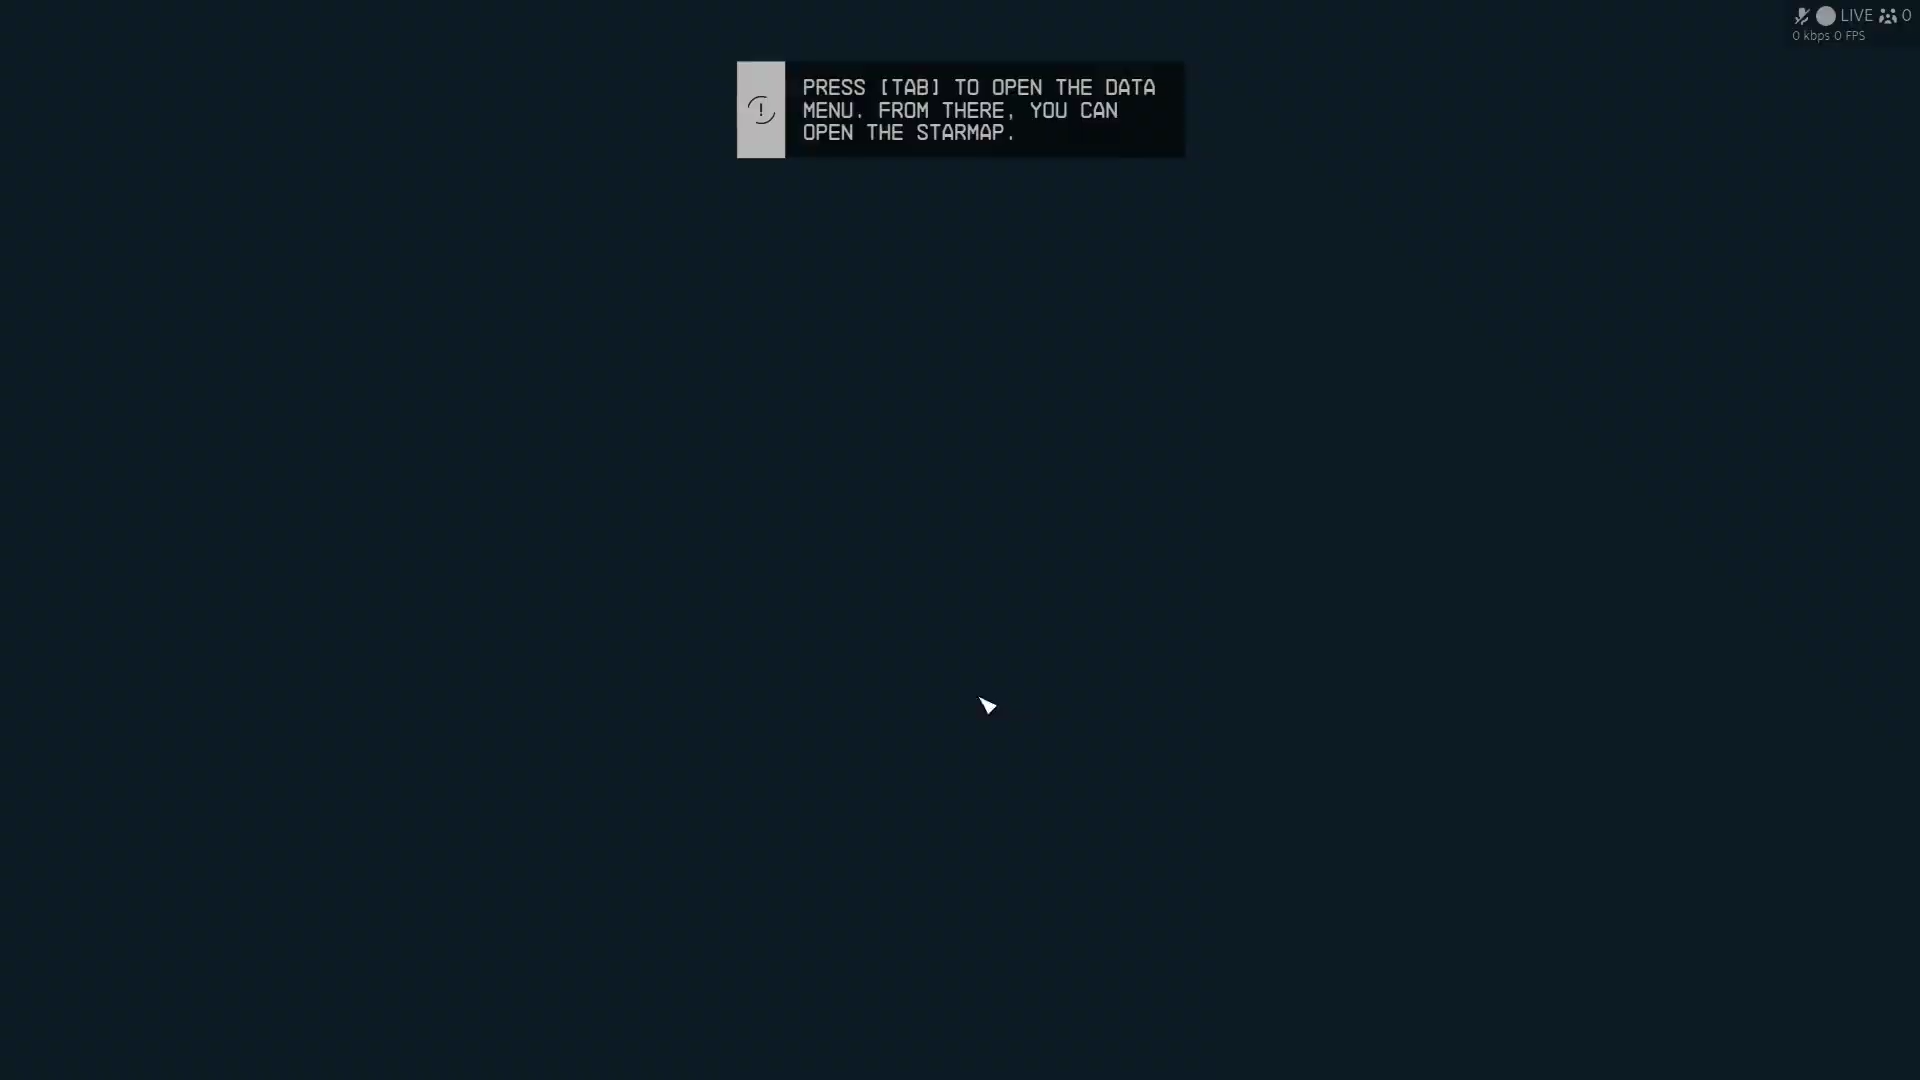 LIVE 0
0 kbps 0 FPS
!
PRESS [TAB] TO OPEN THE DATA
MENU. FROM THERE, YOU CAN
OPEN THE STARMAP.